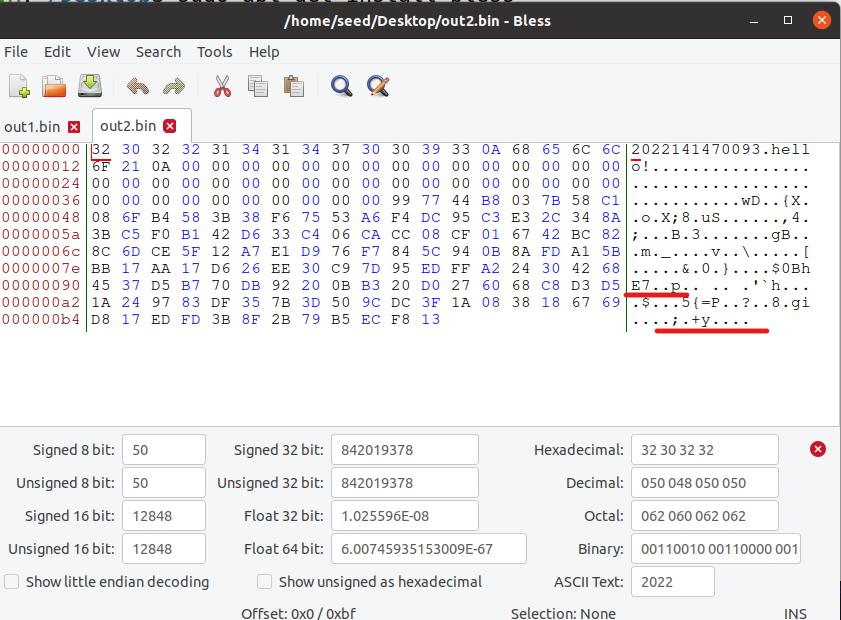 /home/seed/Desktop/out2.bin - Bless
File Edit View Search Tools Help
out1.bin out2.bin
00000000 32 30 32 32 31 34 31 34 37 30 30 39 33 0A 68 65 6C 6C 2022141470093.hell
00000012 6F 21 0A 00 00 00 00 00 00 00 00 00 00 00 00 00 00 00 o!................
00000024 00 00 00 00 00 00 00 00 00 00 00 00 00 00 00 00 00 00 ..................
00000036 00 00 00 00 00 00 00 00 00 00 99 77 44 B8 03 7B 58 C1 ...........wD..{X.
00000048 08 6F B4 58 3B 38 F6 75 53 A6 F4 DC 95 C3 E3 2C 34 8A .o.X;8.uS......,4.
0000005a 3B C5 F0 B1 42 D6 33 C4 06 CA CC 08 CF 01 67 42 BC 82 ;...B.3.......gB..
0000006c 8C 6D CE 5F 12 A7 E1 D9 76 F7 84 5C 94 0B 8A FD A1 5B .m._....v..\.....[
0000007e BB 17 AA 17 D6 26 EE 30 C9 7D 95 ED FF A2 24 30 42 68 .....&.0.}....$0Bh
00000090 45 37 D5 B7 70 DB 92 20 0B B3 20 D0 27 60 68 C8 D3 D5 E7..p.. .. .'`h...
000000a2 1A 24 97 83 DF 35 7B 3D 50 9C DC 3F 1A 08 38 18 67 69 .$...5{=P..?..8.gi
000000b4 D8 17 ED FD 3B 8F 2B 79 B5 EC F8 13 ....;.+y....
Signed 8 bit: 50 Signed 32 bit: 842019378 Hexadecimal: 32 30 32 32
Unsigned 8 bit: 50 Unsigned 32 bit: 842019378 Decimal: 050 048 050 050
Signed 16 bit: 12848 Float 32 bit: 1.025596E-08 Octal: 062 060 062 062
Unsigned 16 bit: 12848 Float 64 bit: 6.00745935153009E-67 Binary: 00110010 00110000 001
Show little endian decoding Show unsigned as hexadecimal ASCII Text: 2022
Offset: 0x0 / 0xbf Selection: None INS